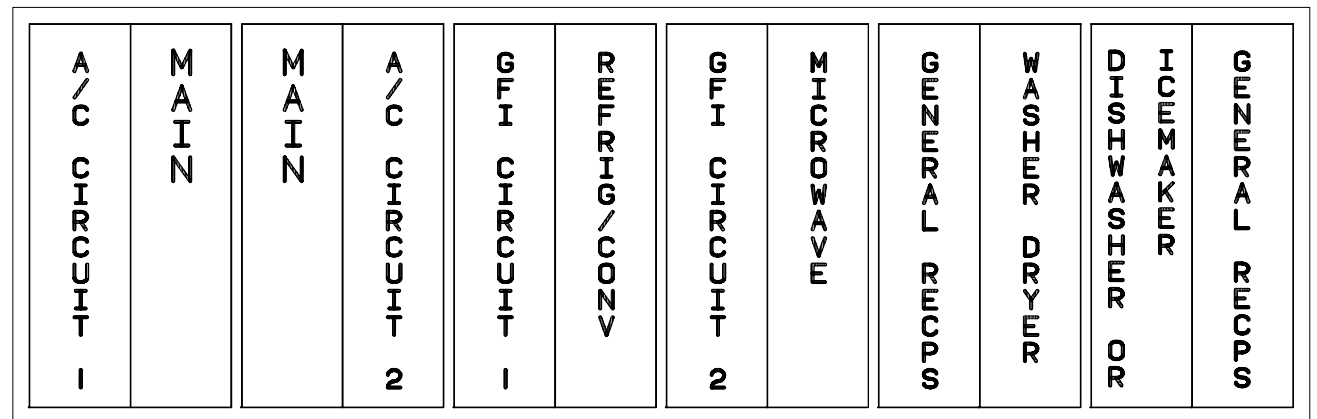 A/C CIRCUIT 1
MAIN
MAIN
A/C CIRCUIT 2
GFI CIRCUIT 1
REFRIG/CONV
GFI CIRCUIT 2
MICROWAVE
GENERAL RECPS
WASHER DRYER
DISHWASHER OR
ICEMAKER
GENERAL RECPS